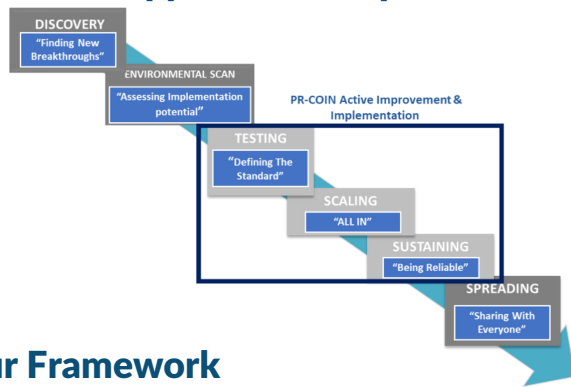 DISCOVERY
"Finding New
Breakthroughs"
ENVIRONMENTAL SCAN
"Assessing Implementation
potential"
PR-COIN Active Improvement &
Implementation
TESTING
"Defining The
Standard"
SCALING
"ALL IN"
SUSTAINING
"Being Reliable"
SPREADING
"Sharing With
Everyone"
Framework